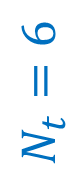 N_t = 6